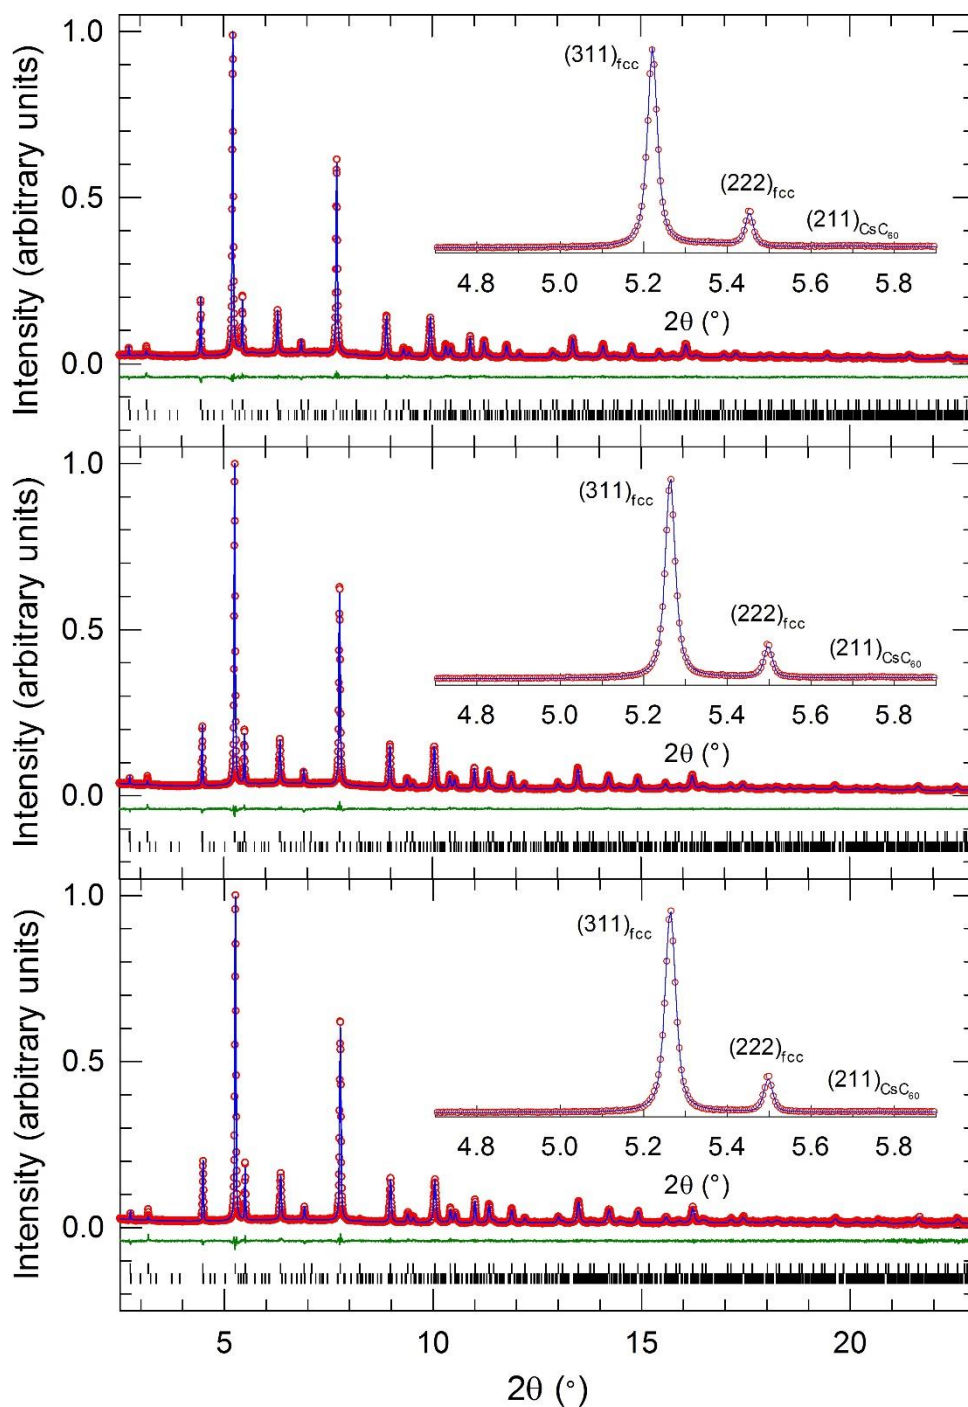 1.0
0.5
0.0
Intensity (arbitrary units)
(311)fcc
(222)fcc
(211)CsC60
4.8 5.0 5.2 5.4 5.6 5.8
2θ (°)
1.0
0.5
0.0
Intensity (arbitrary units)
(311)fcc
(222)fcc
(211)CsC60
4.8 5.0 5.2 5.4 5.6 5.8
2θ (°)
1.0
0.5
0.0
Intensity (arbitrary units)
(311)fcc
(222)fcc
(211)CsC60
4.8 5.0 5.2 5.4 5.6 5.8
2θ (°)
5 10 15 20
2θ (°)